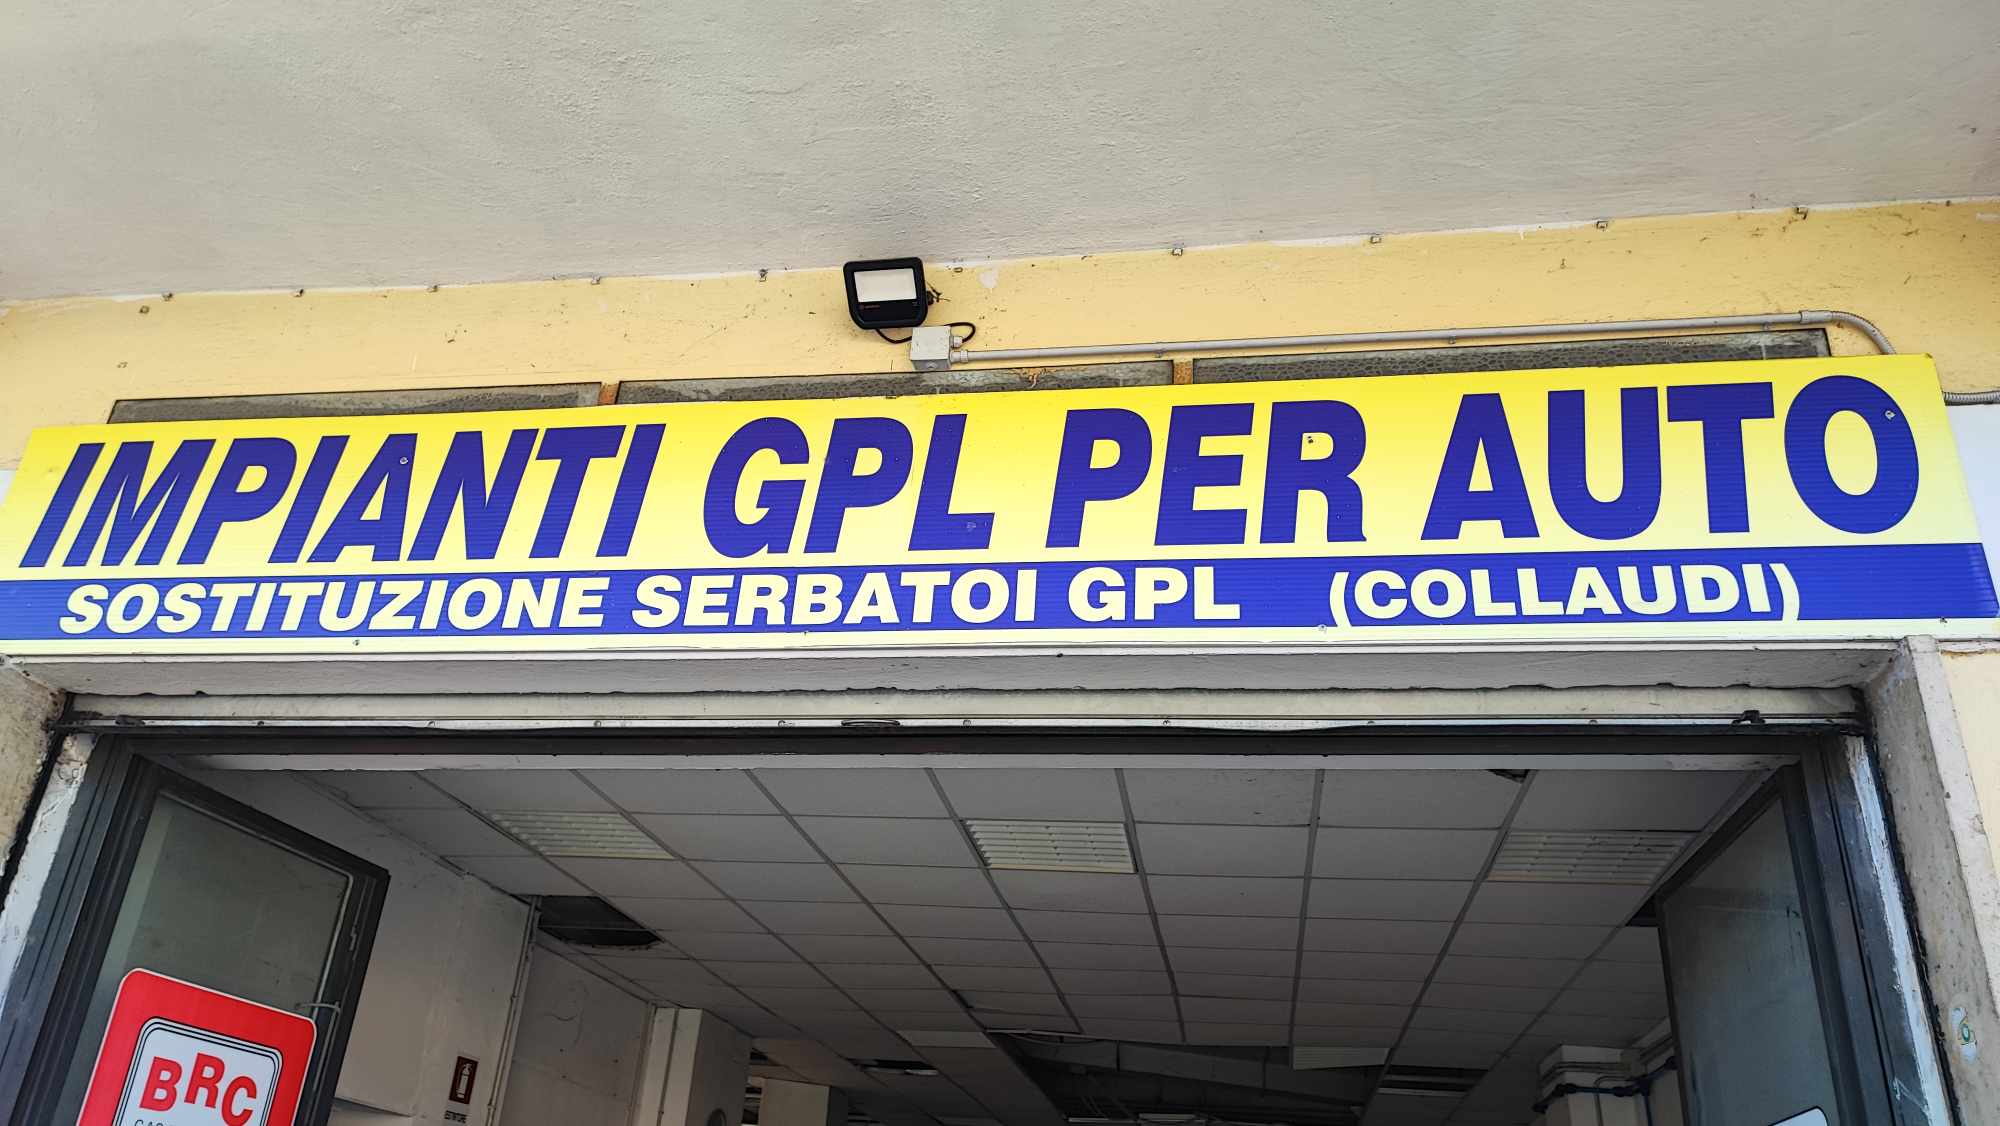 IMPIANTI GPL PER AUTO
SOSTITUZIONE SERBATOI GPL (COLLAUDI)
BRC